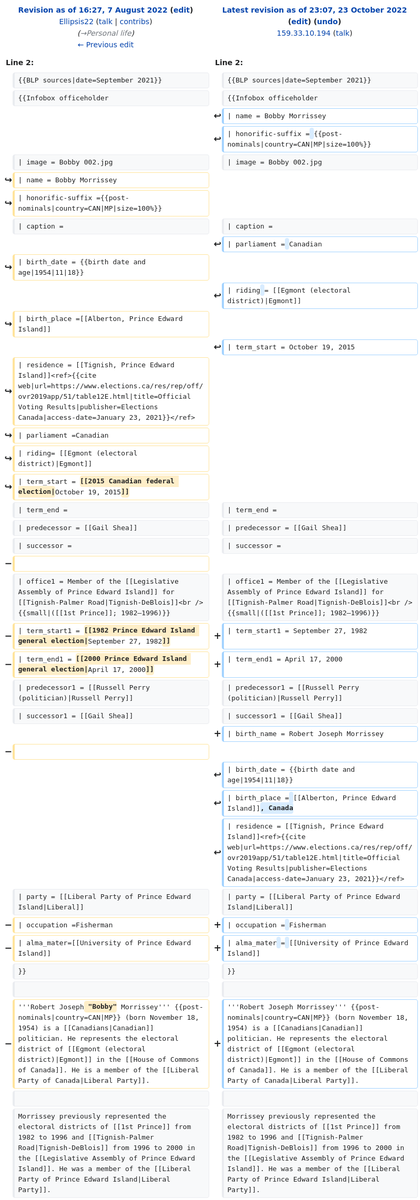 Revision as of 16:27, 7 August 2022 (edit)
Ellipsis22 (talk | contribs)
(→Personal life)
← Previous edit
Latest revision as of 23:07, 23 October 2022
(edit) (undo)
159.33.10.194 (talk)
Line 2:
Line 2:
{{BLP sources|date=September 2021}}
{{BLP sources|date=September 2021}}
{{Infobox officeholder
{{Infobox officeholder
| name = Bobby Morrissey
| honorific-suffix = {{post-
nominals|country=CAN|MP|size=100%}}
| image = Bobby 002.jpg
| image = Bobby 002.jpg
| name = Bobby Morrissey
| honorific-suffix ={{post-
nominals|country=CAN|MP|size=100%}}
| caption =
| caption =
| parliament = Canadian
| birth_date = {{birth date and
age|1954|11|18}}
| riding = [[Egmont (electoral
district)|Egmont]]
| birth_place =[[Alberton, Prince Edward
Island]]
| term_start = October 19, 2015
| residence = [[Tignish, Prince Edward
Island]]<ref>{{cite
web|url=https://www.elections.ca/res/rep/off/
ovr2019app/51/table12E.html|title=Official
Voting Results|publisher=Elections
Canada|access-date=January 23, 2021}}</ref>
| parliament =Canadian
| riding= [[Egmont (electoral
district)|Egmont]]
| term_start = [[2015 Canadian federal
election|October 19, 2015]]
| term_end =
| term_end =
| predecessor = [[Gail Shea]]
| predecessor = [[Gail Shea]]
| successor =
| successor =
| office1 = Member of the [[Legislative
Assembly of Prince Edward Island]] for
[[Tignish-Palmer Road|Tignish-DeBlois]]<br />
{{small|([[1st Prince]]; 1982–1996)}}
| office1 = Member of the [[Legislative
Assembly of Prince Edward Island]] for
[[Tignish-Palmer Road|Tignish-DeBlois]]<br />
{{small|([[1st Prince]]; 1982–1996)}}
| term_start1 = [[1982 Prince Edward Island
general election|September 27, 1982]]
| term_start1 = September 27, 1982
| term_end1 = [[2000 Prince Edward Island
general election|April 17, 2000]]
| term_end1 = April 17, 2000
| predecessor1 = [[Russell Perry
(politician)|Russell Perry]]
| predecessor1 = [[Russell Perry
(politician)|Russell Perry]]
| successor1 = [[Gail Shea]]
| successor1 = [[Gail Shea]]
| birth_name = Robert Joseph Morrissey
| birth_date = {{birth date and
age|1954|11|18}}
| birth_place = [[Alberton, Prince Edward
Island]], Canada
| residence = [[Tignish, Prince Edward
Island]]<ref>{{cite
web|url=https://www.elections.ca/res/rep/off/
ovr2019app/51/table12E.html|title=Official
Voting Results|publisher=Elections
Canada|access-date=January 23, 2021}}</ref>
| party = [[Liberal Party of Prince Edward
Island|Liberal]]
| party = [[Liberal Party of Prince Edward
Island|Liberal]]
| occupation =Fisherman
| occupation = Fisherman
| alma_mater=[[University of Prince Edward
Island]]
| alma_mater = [[University of Prince Edward
Island]]
}}
}}
'''Robert Joseph "Bobby" Morrissey''' {{post-
nominals|country=CAN|MP}} (born November 18,
1954) is a [[Canadians|Canadian]]
politician. He represents the electoral
district of [[Egmont (electoral
district)|Egmont]] in the [[House of Commons
of Canada]]. He is a member of the [[Liberal
Party of Canada|Liberal Party]].
'''Robert Joseph Morrissey''' {{post-
nominals|country=CAN|MP}} (born November 18,
1954) is a [[Canadians|Canadian]]
politician. He represents the electoral
district of [[Egmont (electoral
district)|Egmont]] in the [[House of Commons
of Canada]]. He is a member of the [[Liberal
Party of Canada|Liberal Party]].
Morrissey previously represented the
electoral districts of [[1st Prince]] from
1982 to 1996 and [[Tignish-Palmer
Road|Tignish-DeBlois]] from 1996 to 2000 in
the [[Legislative Assembly of Prince Edward
Island]]. He was a member of the [[Liberal
Party of Prince Edward Island|Liberal
Party]].
Morrissey previously represented the
electoral districts of [[1st Prince]] from
1982 to 1996 and [[Tignish-Palmer
Road|Tignish-DeBlois]] from 1996 to 2000 in
the [[Legislative Assembly of Prince Edward
Island]]. He was a member of the [[Liberal
Party of Prince Edward Island|Liberal
Party]].